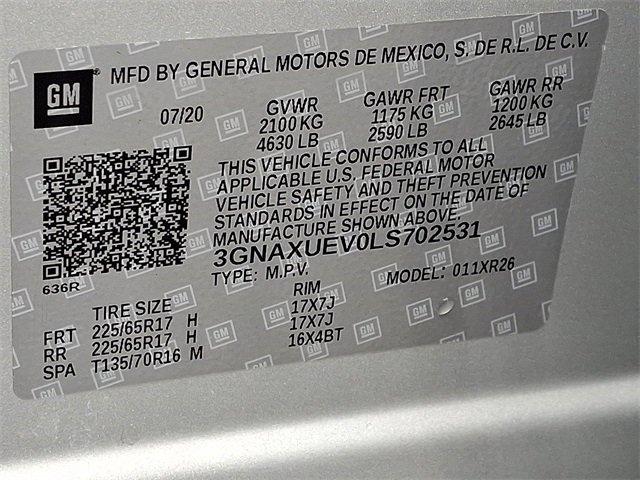 GM® MFD BY GENERAL MOTORS DE MEXICO, S. DE R.L. DE C.V.
07/20 GVWR GAWR FRT GAWR RR
2100 KG 1175 KG 1200 KG
4630 LB 2590 LB 2645 LB
THIS VEHICLE CONFORMS TO ALL
APPLICABLE U.S. FEDERAL MOTOR
VEHICLE SAFETY AND THEFT PREVENTION
STANDARDS IN EFFECT ON THE DATE OF
MANUFACTURE SHOWN ABOVE.
3GNAXUEV0LS702531
636R TYPE: M.P.V. MODEL: 011XR26
TIRE SIZE RIM
FRT 225/65R17 H 17X7J
RR 225/65R17 H 17X7J
SPA T135/70R16 M 16X4BT